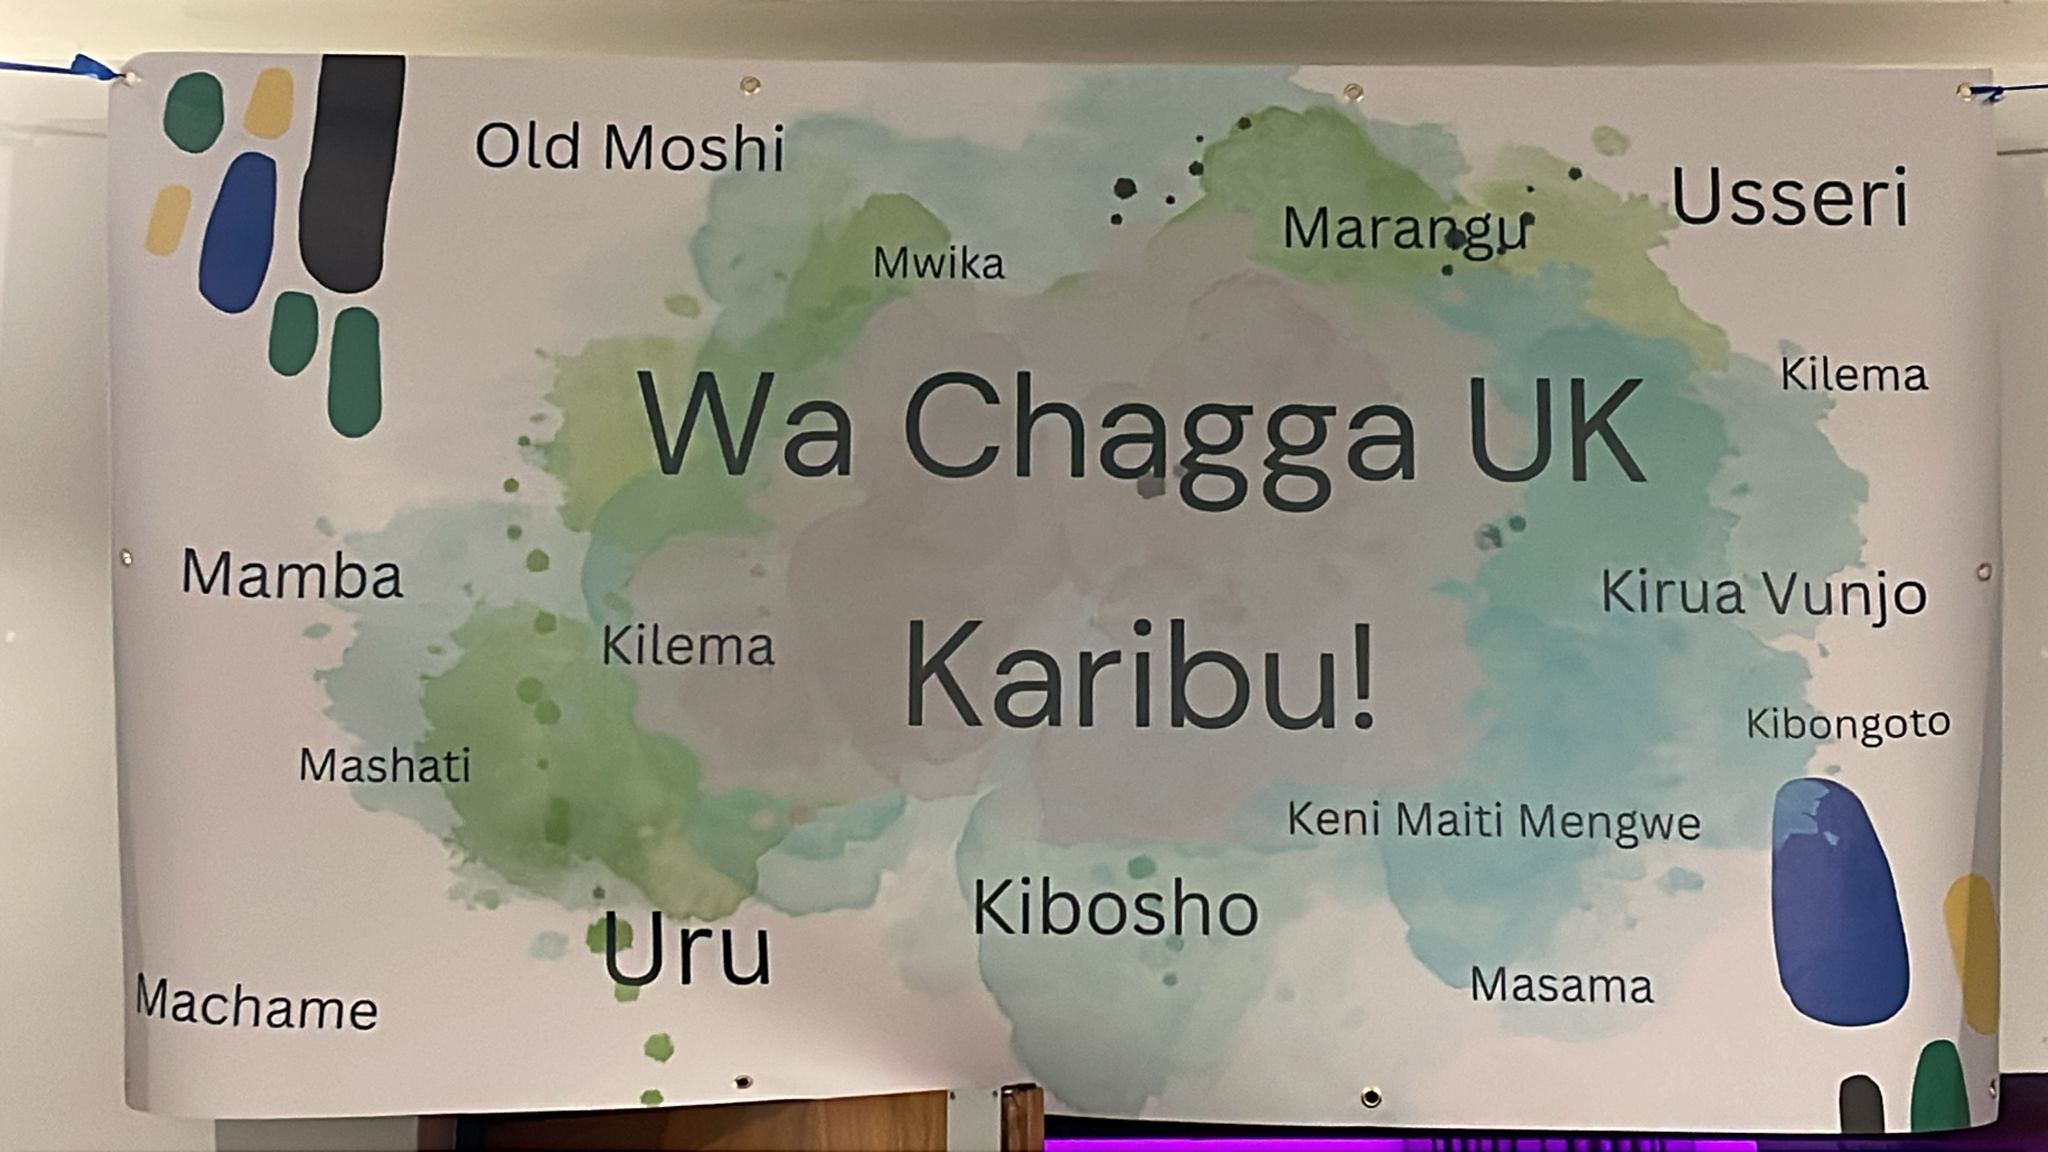 Old Moshi
Usseri
Marangu
Mwika
Kilema
Wa Chagga UK
Mamba
Kirua Vunjo
Kilema
Karibu!
Kibongoto
Mashati
Keni Maiti Mengwe
Kibosho
Uru
Masama
Machame